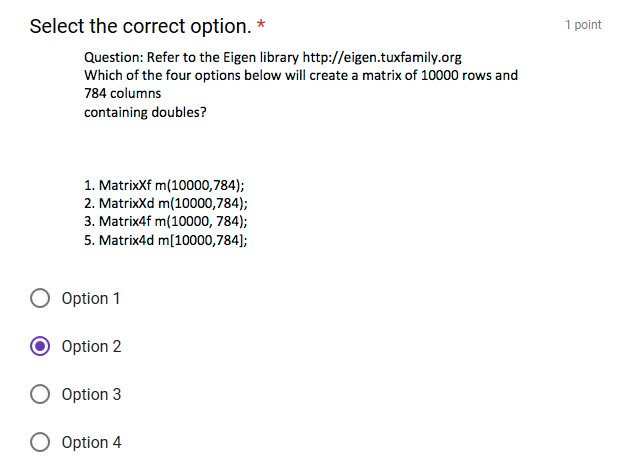 Select the correct option. *
1 point
Question: Refer to the Eigen library http://eigen.tuxfamily.org
Which of the four options below will create a matrix of 10000 rows and
784 columns
containing doubles?
1. MatrixXf m(10000,784);
2. MatrixXd m(10000,784);
3. Matrix4f m(10000, 784);
5. Matrix4d m[10000,784];
Option 1
Option 2
Option 3
Option 4